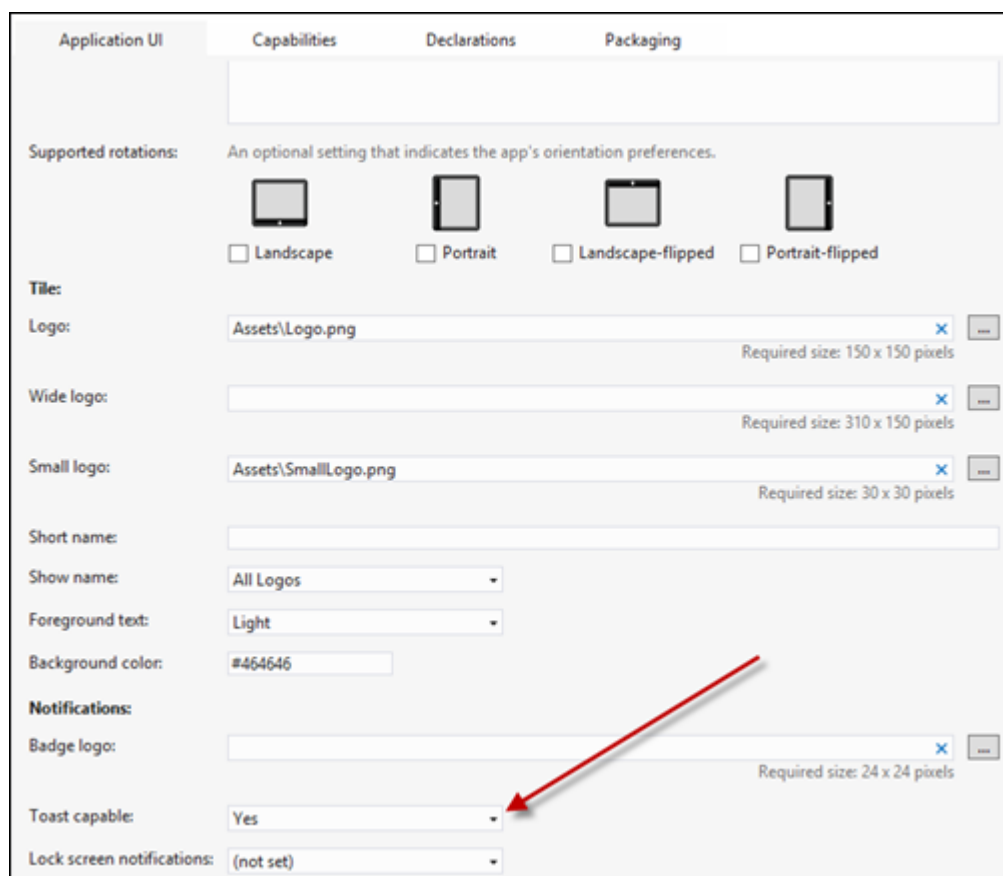 Application UI Capabilities Declarations Packaging
Supported rotations: An optional setting that indicates the app's orientation preferences.
Landscape Portrait Landscape-flipped Portrait-flipped
Tile:
Logo: Assets\Logo.png
Required size: 150 x 150 pixels
Wide logo:
Required size: 310 x 150 pixels
Small logo: Assets\SmallLogo.png
Required size: 30 x 30 pixels
Short name:
Show name: All Logos
Foreground text: Light
Background color: #464646
Notifications:
Badge logo:
Required size: 24 x 24 pixels
Toast capable: Yes
Lock screen notifications: (not set)